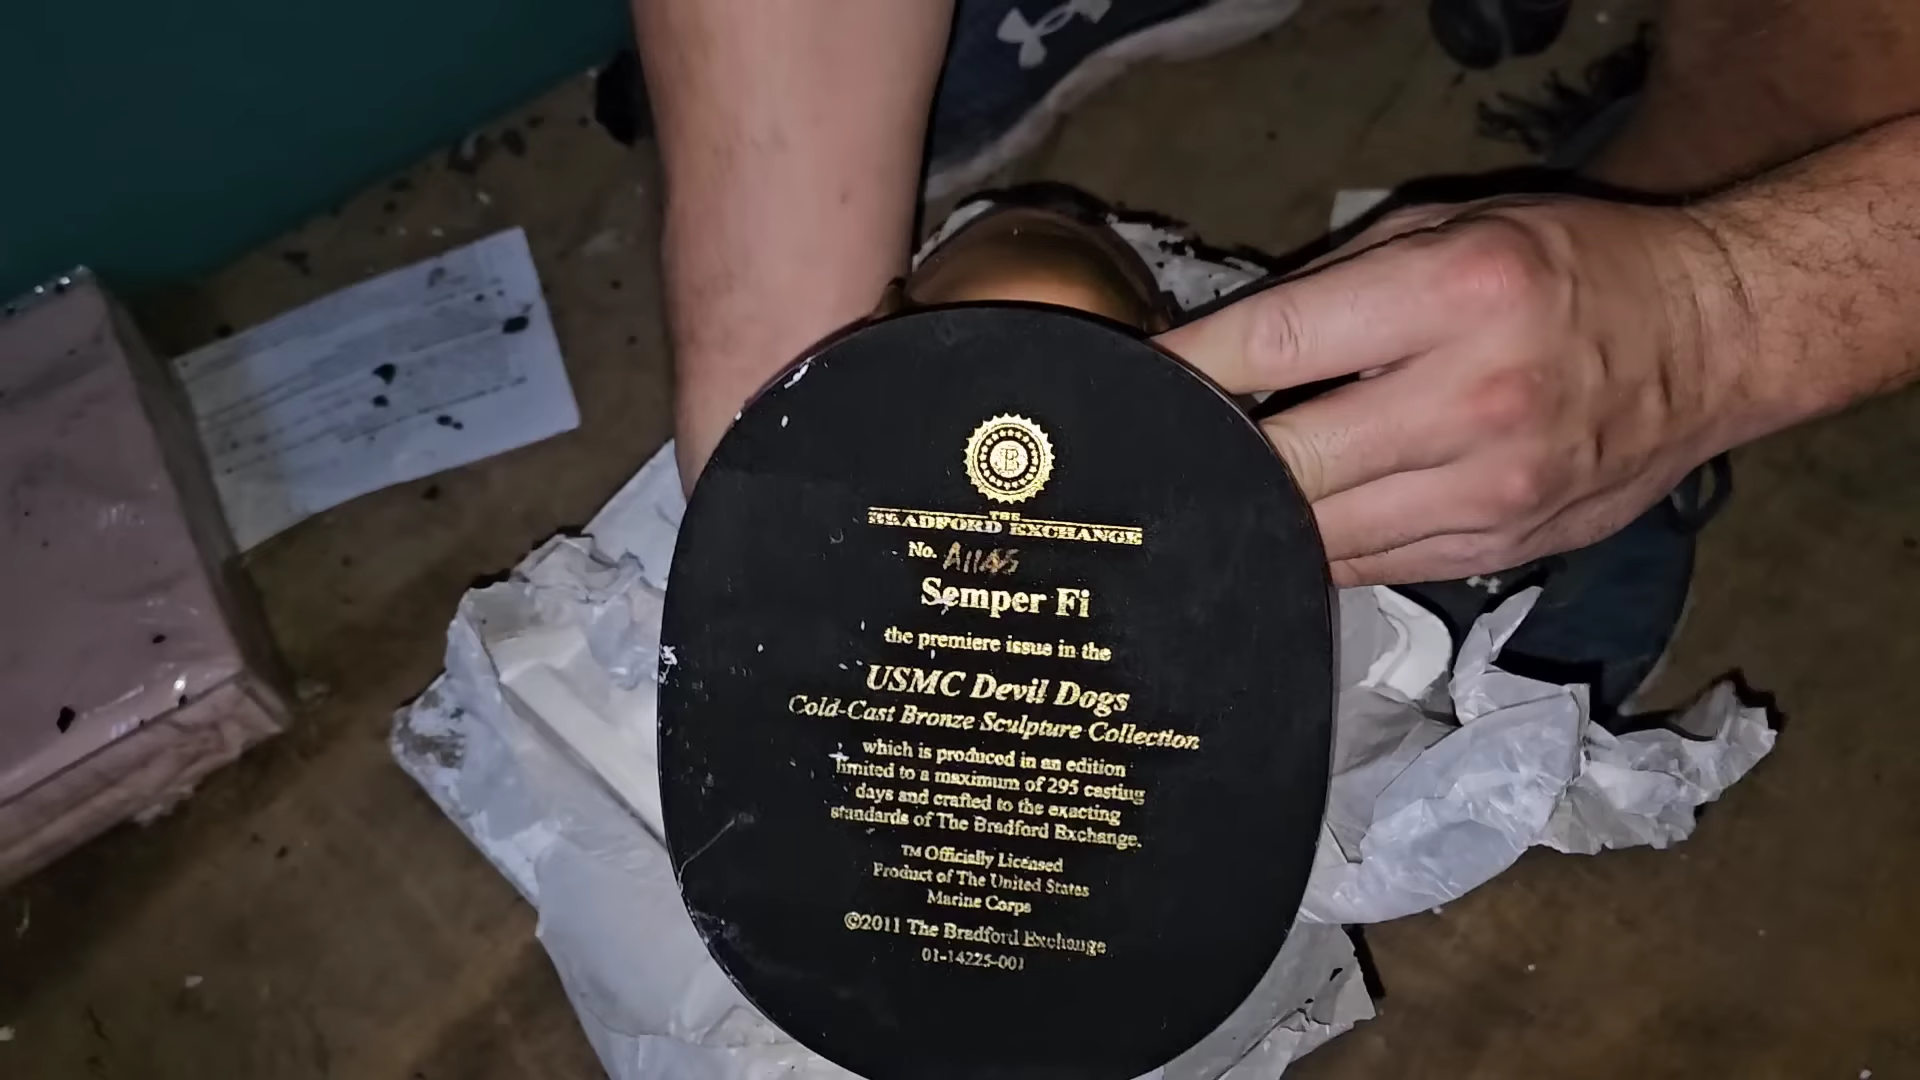 B
THE
BRADFORD EXCHANGE
No.
Semper Fi
the premiere issue in the
USMC Devil Dogs
Cold-Cast Bronze Sculpture Collection
which is produced in an edition
limited to a maximum of 295 casting
days and crafted to the exacting
standards of The Bradford Exchange.
TM Officially Licensed
Product of The United States
Marine Corps
©2011 The Bradford Exchange
01-14225-001